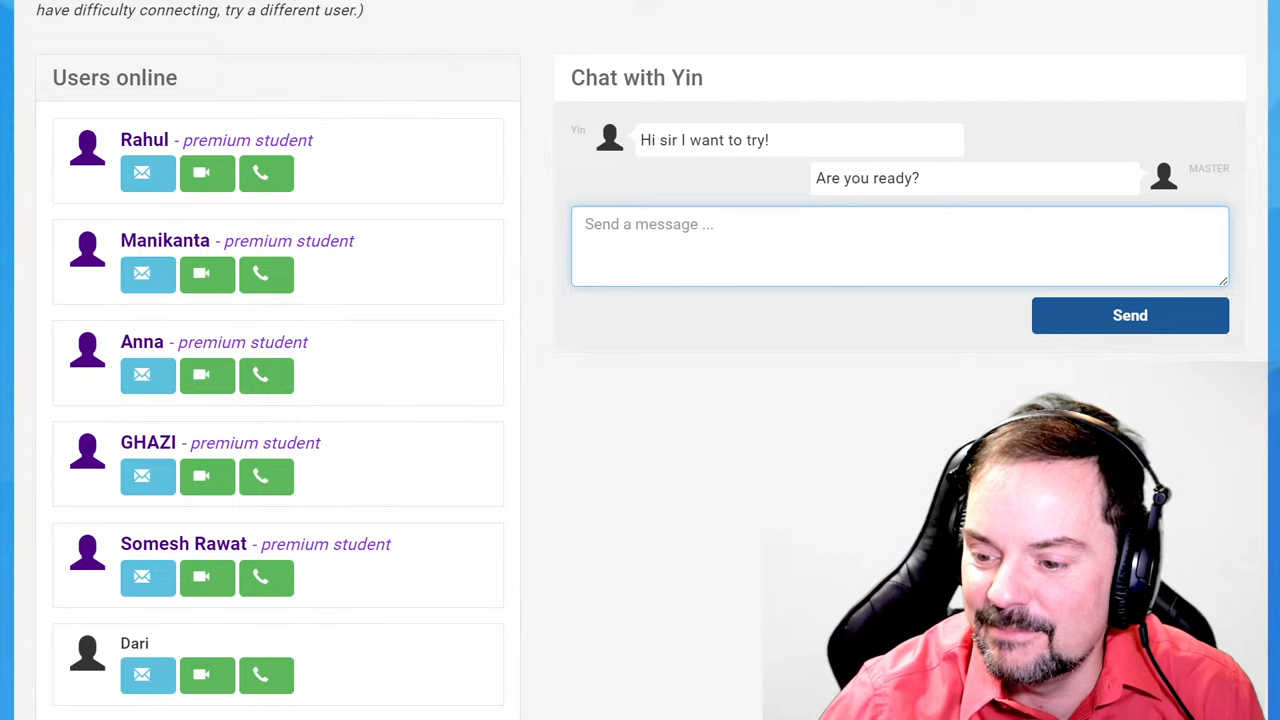 have difficulty connecting, try a different user.)
Users online
Rahul - premium student
Manikanta - premium student
Anna - premium student
GHAZI - premium student
Somesh Rawat - premium student
Dari
Chat with Yin
Yin
Hi sir I want to try!
MASTER
Are you ready?
Send a message ...
Send